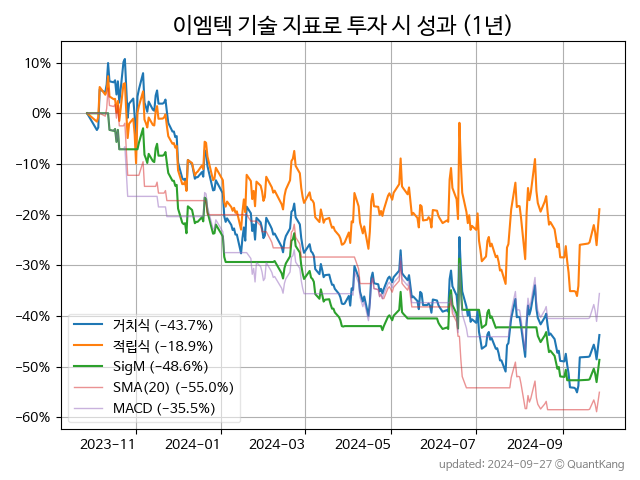 이엠텍 기술 지표로 투자 시 성과 (1년)
10%
0%
−10%
−20%
−30%
−40%
−50%
−60%
거치식 (−43.7%)
적립식 (−18.9%)
SigM (−48.6%)
SMA(20) (−55.0%)
MACD (−35.5%)
2023-11 2024-01 2024-03 2024-05 2024-07 2024-09
updated: 2024-09-27 © QuantKang